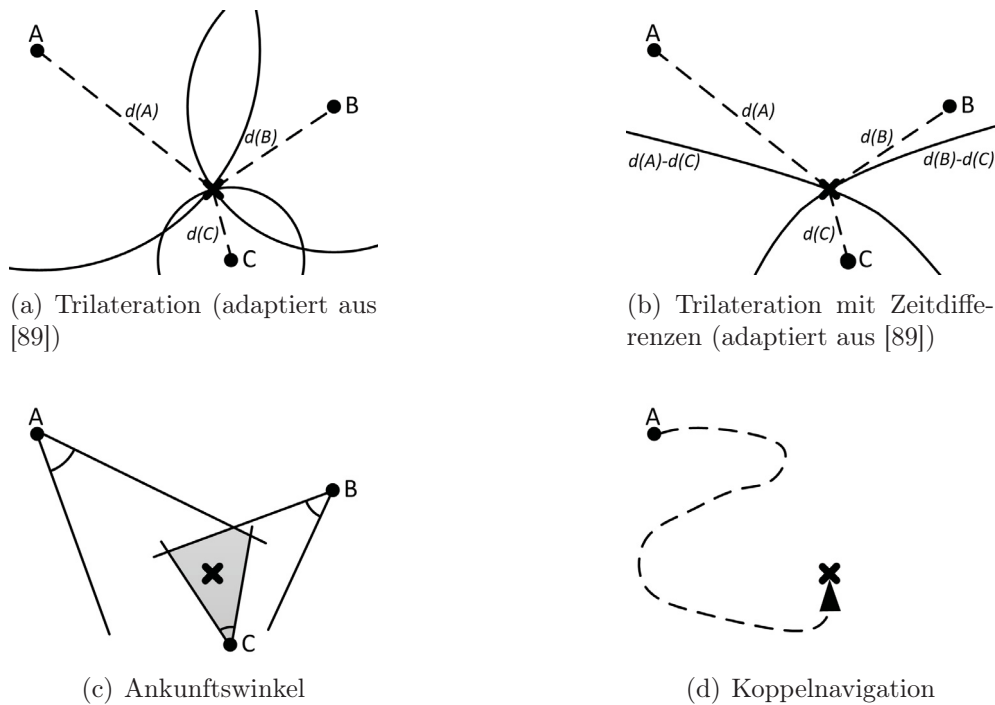 A
d(A)
B
d(B)
d(C)
C
(a) Trilateration (adaptiert aus
[89])
A
d(A)
B
d(B)
d(A)-d(C)
d(B)-d(C)
d(C)
C
(b) Trilateration mit Zeitdiffe-
renzen (adaptiert aus [89])
A
B
C
(c) Ankunftswinkel
A
(d) Koppelnavigation